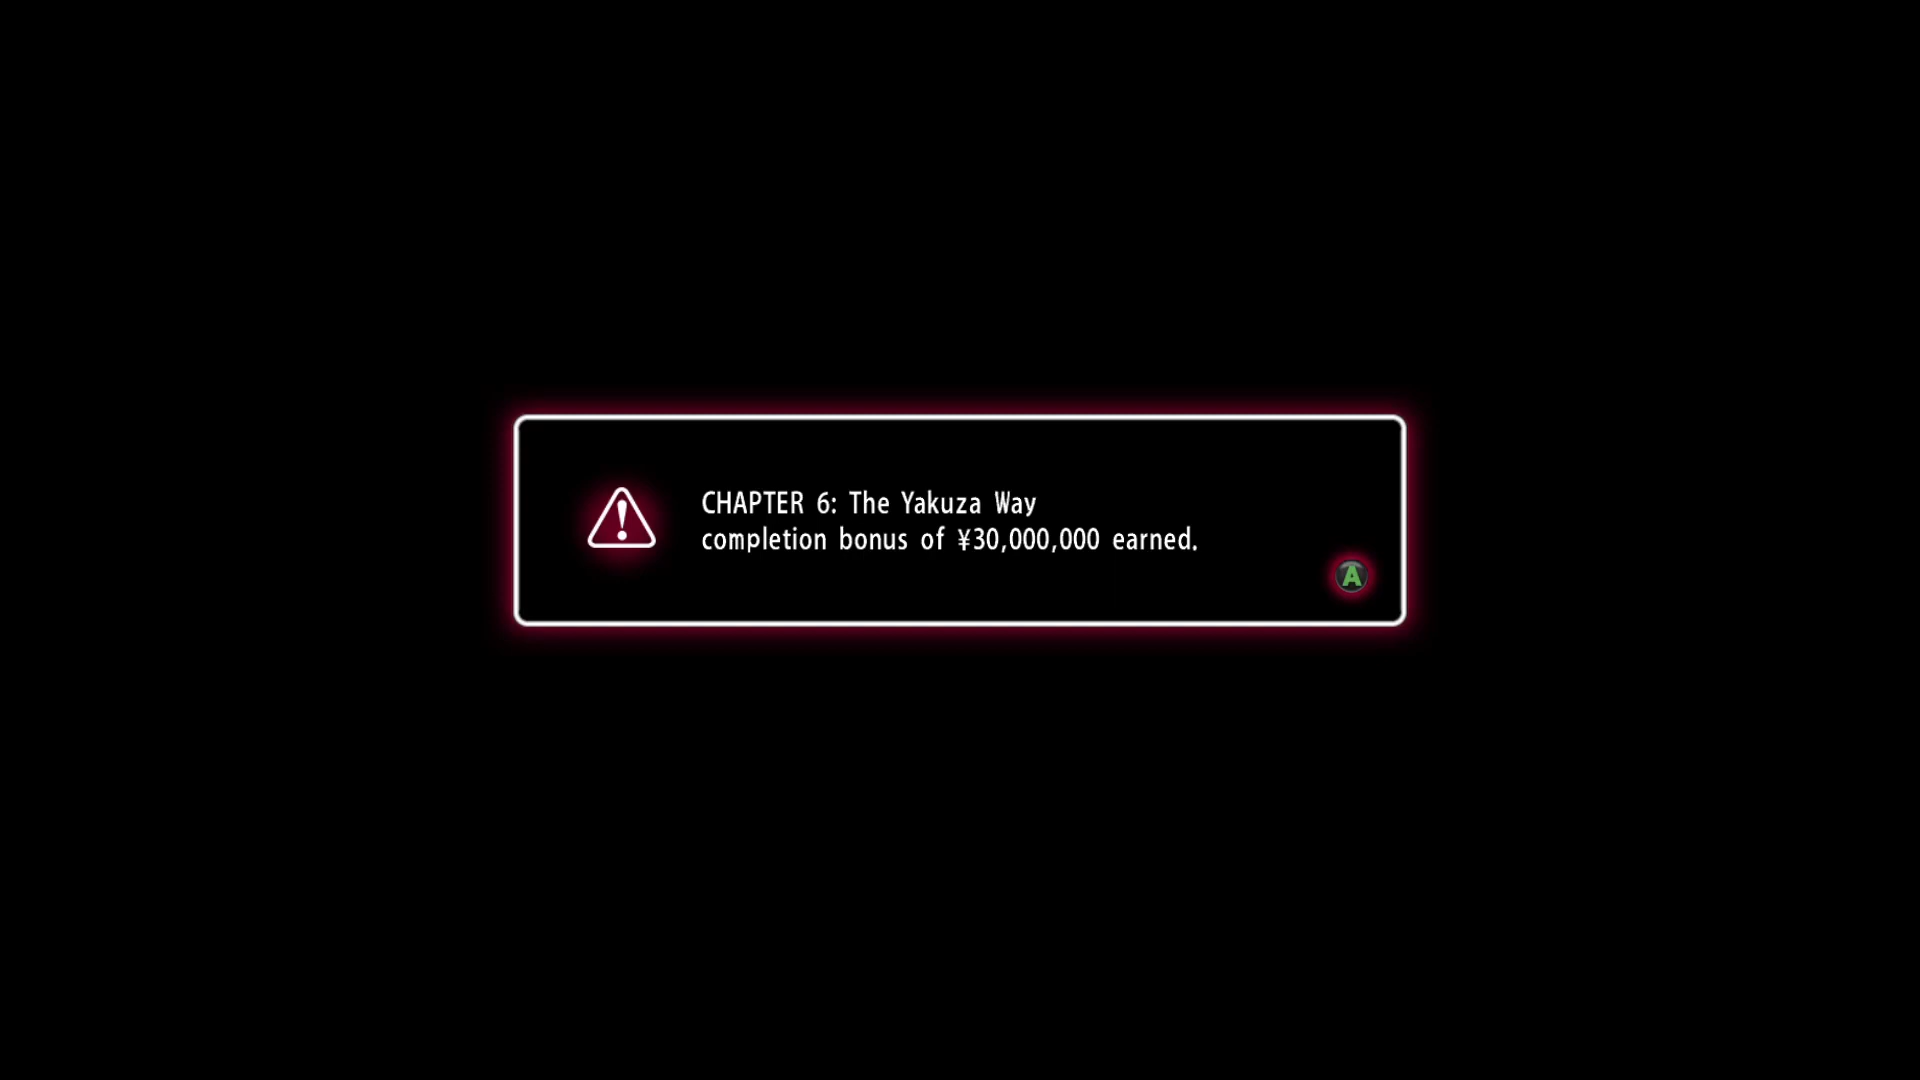 CHAPTER 6: The Yakuza Way
completion bonus of ¥30,000,000 earned.
A